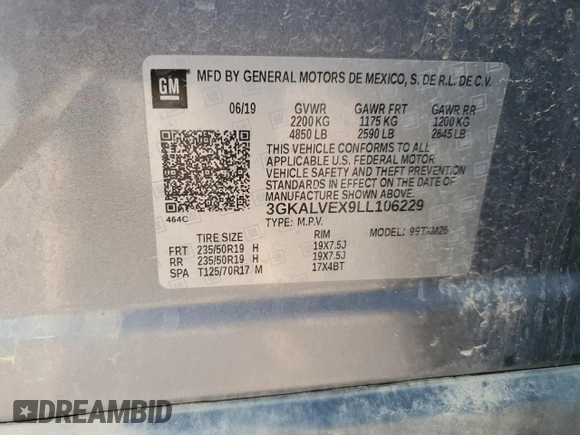 GM
MFD BY GENERAL MOTORS DE MEXICO, S. DE R.L. DE C.V.
06/19 GVWR GAWR FRT GAWR RR
2200 KG 1175 KG 1200 KG
4850 LB 2590 LB 2645 LB
THIS VEHICLE CONFORMS TO ALL
APPLICABLE U.S. FEDERAL MOTOR
VEHICLE SAFETY AND THEFT PREVENTION
STANDARDS IN EFFECT ON THE DATE OF
MANUFACTURE SHOWN ABOVE.
464C
3GKALVEX9LL106229
TYPE: M.P.V. MODEL: 99TXM26
TIRE SIZE RIM
FRT 235/50R19 H 19X7.5J
RR 235/50R19 H 19X7.5J
SPA T125/70R17 M 17X4BT
DREAMBID